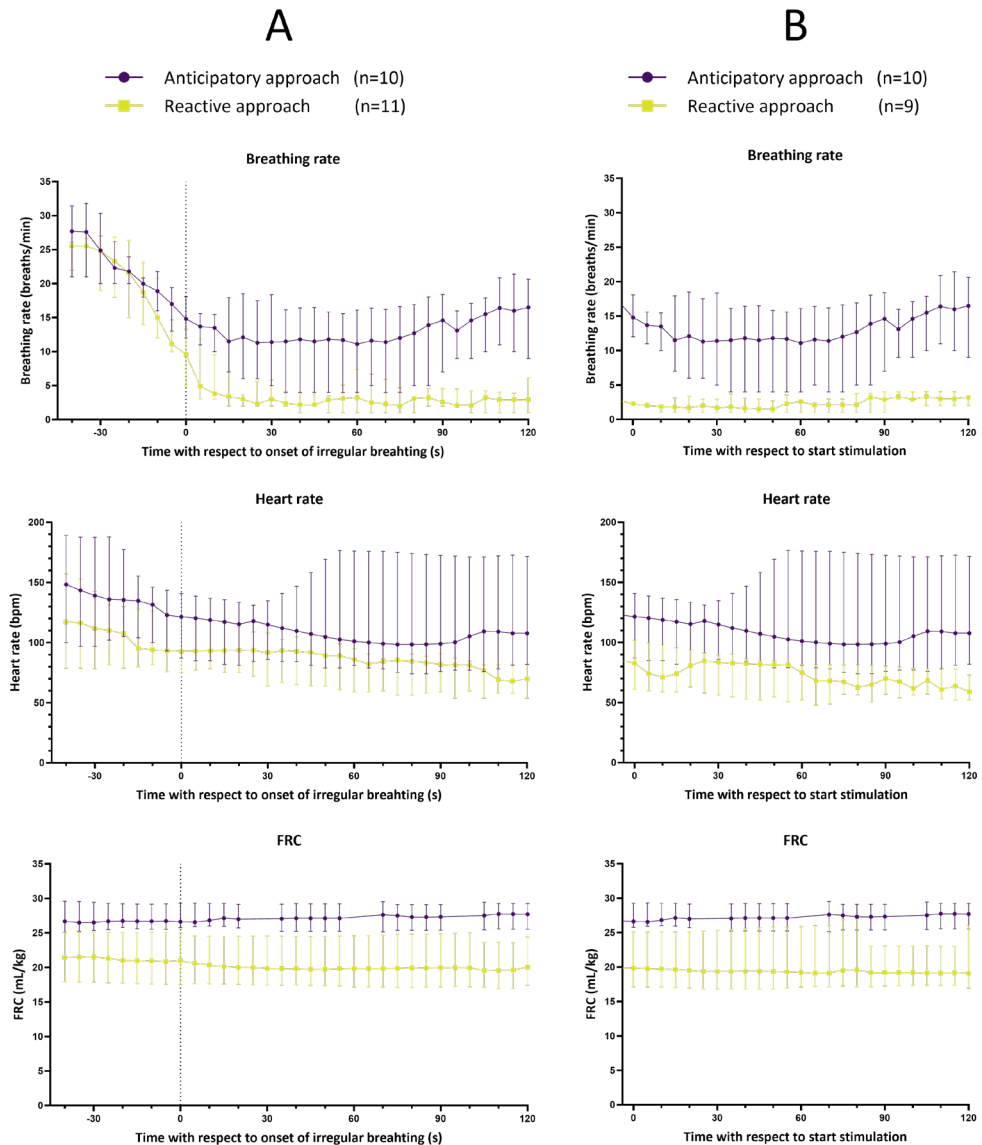 A
Anticipatory approach (n=10)
Reactive approach (n=11)
Breathing rate
Breathing rate (breaths/min)
35
30
25
20
15
10
5
0
-30 0 30 60 90 120
Time with respect to onset of irregular breahting (s)
Heart rate
Heart rate (bpm)
200
150
100
50
0
-30 0 30 60 90 120
Time with respect to onset of irregular breahting (s)
FRC
FRC (mL/kg)
35
30
25
20
15
10
5
0
-30 0 30 60 90 120
Time with respect to onset of irregular breahting (s)
B
Anticipatory approach (n=10)
Reactive approach (n=9)
Breathing rate
Breathing rate (breaths/min)
35
30
25
20
15
10
5
0
0 30 60 90 120
Time with respect to start stimulation
Heart rate
Heart rate (bpm)
200
150
100
50
0
0 30 60 90 120
Time with respect to start stimulation
FRC
FRC (mL/kg)
35
30
25
20
15
10
5
0
0 30 60 90 120
Time with respect to start stimulation